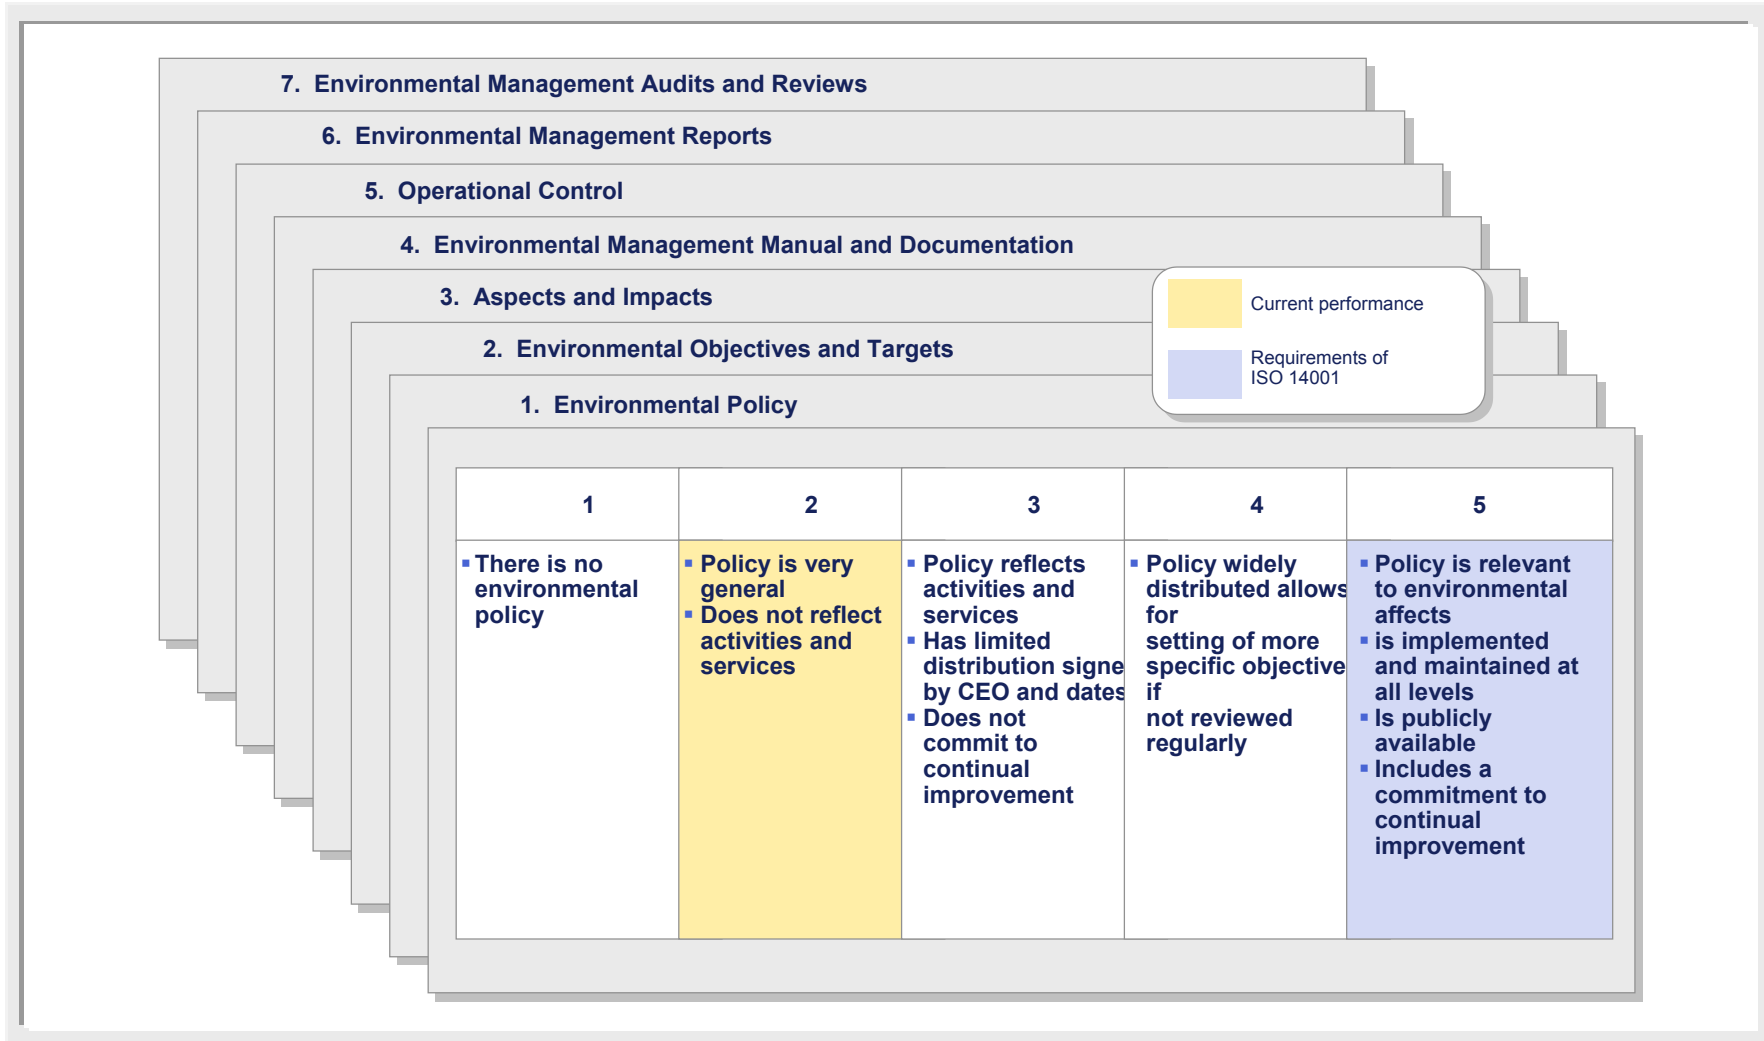 7. Environmental Management Audits and Reviews
6. Environmental Management Reports
5. Operational Control
4. Environmental Management Manual and Documentation
3. Aspects and Impacts
2. Environmental Objectives and Targets
1. Environmental Policy
Current performance
Requirements of
ISO 14001
1
2
3
4
5
▪ There is no
environmental
policy
▪ Policy is very
general
▪ Does not reflect
activities and
services
▪ Policy reflects
activities and
services
▪ Has limited
distribution signe
by CEO and dates
▪ Does not
commit to
continual
improvement
▪ Policy widely
distributed allows
for
setting of more
specific objective
if
not reviewed
regularly
▪ Policy is relevant
to environmental
affects
▪ is implemented
and maintained at
all levels
▪ Is publicly
available
▪ Includes a
commitment to
continual
improvement